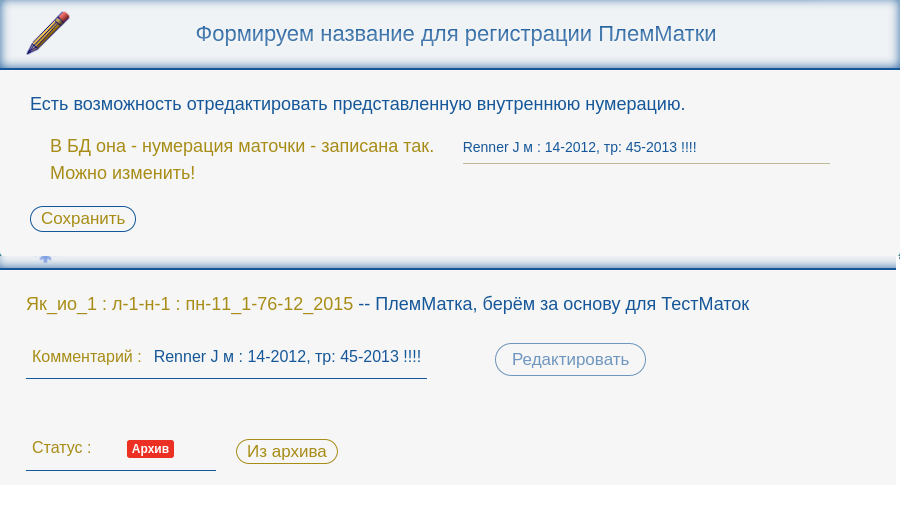 Формируем название для регистрации ПлемМатки
Есть возможность отредактировать представленную внутреннюю нумерацию.
В БД она - нумерация маточки - записана так.
Можно изменить!
Renner J м : 14-2012, тр: 45-2013 !!!!
Сохранить
Як_ио_1 : л-1-н-1 : пн-11_1-76-12_2015 -- ПлемМатка, берём за основу для ТестМаток
Комментарий : Renner J м : 14-2012, тр: 45-2013 !!!!
Редактировать
Статус : Архив
Из архива